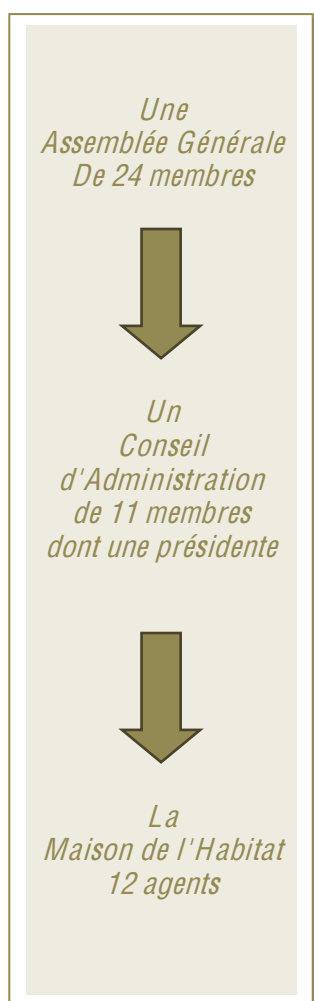 Une
Assemblée Générale
De 24 membres
Un
Conseil
d'Administration
de 11 membres
dont une présidente
La
Maison de l'Habitat
12 agents